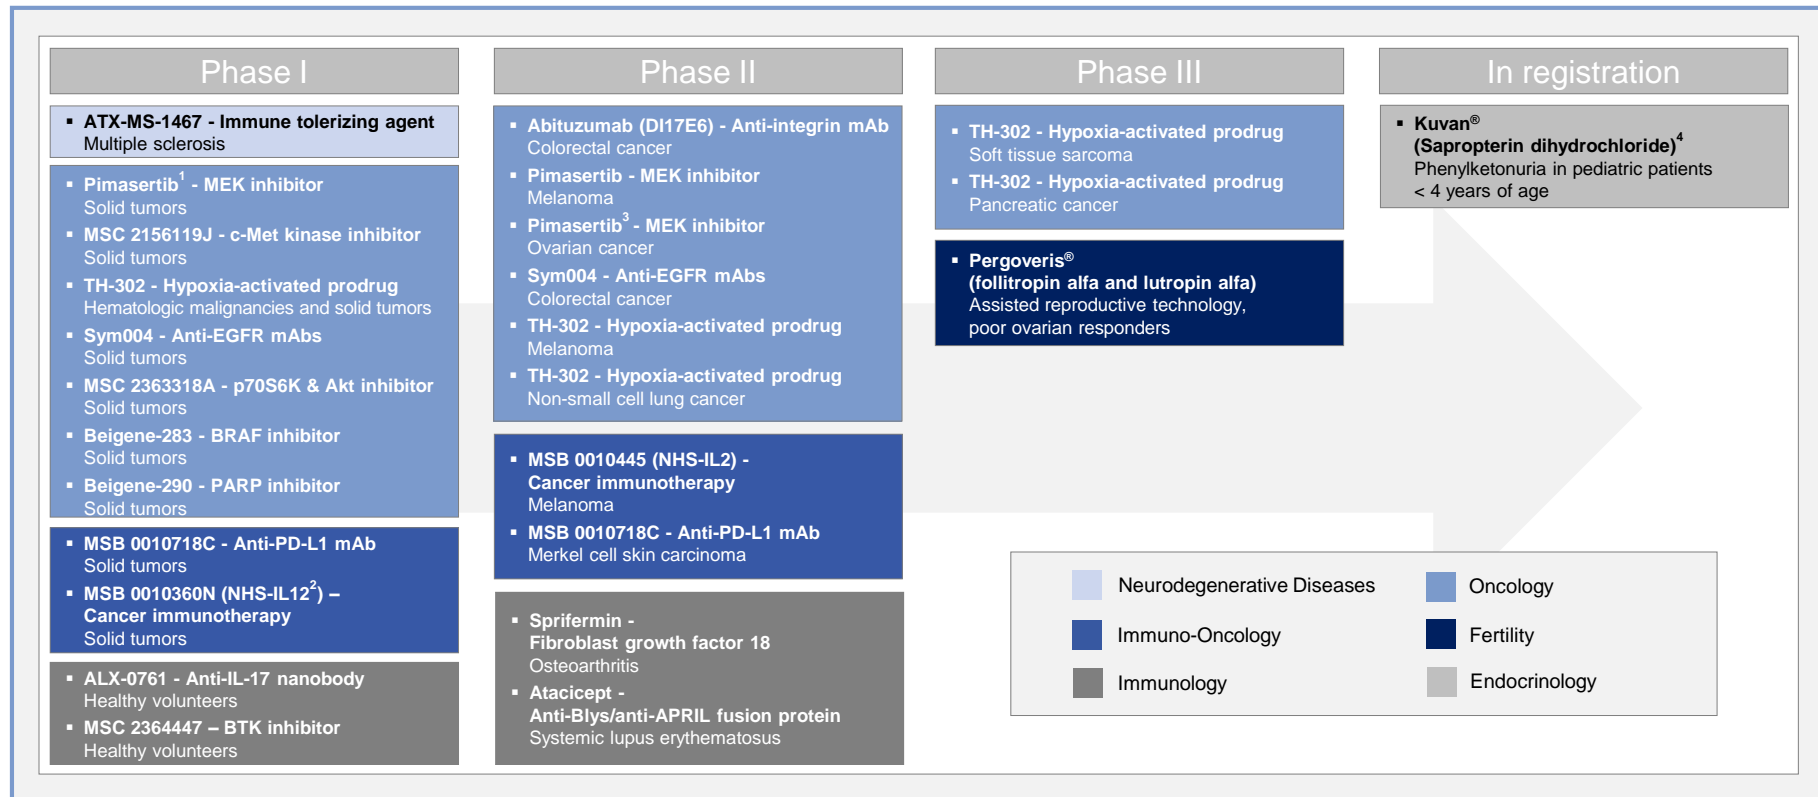 Phase I
▪ ATX-MS-1467 - Immune tolerizing agent
Multiple sclerosis
▪ Pimasertib¹ - MEK inhibitor
Solid tumors
▪ MSC 2156119J - c-Met kinase inhibitor
Solid tumors
▪ TH-302 - Hypoxia-activated prodrug
Hematologic malignancies and solid tumors
▪ Sym004 - Anti-EGFR mAbs
Solid tumors
▪ MSC 2363318A - p70S6K & Akt inhibitor
Solid tumors
▪ Beigene-283 - BRAF inhibitor
Solid tumors
▪ Beigene-290 - PARP inhibitor
Solid tumors
▪ MSB 0010718C - Anti-PD-L1 mAb
Solid tumors
▪ MSB 0010360N (NHS-IL12²) –
Cancer immunotherapy
Solid tumors
▪ ALX-0761 - Anti-IL-17 nanobody
Healthy volunteers
▪ MSC 2364447 – BTK inhibitor
Healthy volunteers
Phase II
▪ Abituzumab (DI17E6) - Anti-integrin mAb
Colorectal cancer
▪ Pimasertib - MEK inhibitor
Melanoma
▪ Pimasertib³ - MEK inhibitor
Ovarian cancer
▪ Sym004 - Anti-EGFR mAbs
Colorectal cancer
▪ TH-302 - Hypoxia-activated prodrug
Melanoma
▪ TH-302 - Hypoxia-activated prodrug
Non-small cell lung cancer
▪ MSB 0010445 (NHS-IL2) -
Cancer immunotherapy
Melanoma
▪ MSB 0010718C - Anti-PD-L1 mAb
Merkel cell skin carcinoma
▪ Sprifermin -
Fibroblast growth factor 18
Osteoarthritis
▪ Atacicept -
Anti-Blys/anti-APRIL fusion protein
Systemic lupus erythematosus
Phase III
▪ TH-302 - Hypoxia-activated prodrug
Soft tissue sarcoma
▪ TH-302 - Hypoxia-activated prodrug
Pancreatic cancer
▪ Pergoveris®
(follitropin alfa and lutropin alfa)
Assisted reproductive technology,
poor ovarian responders
In registration
▪ Kuvan®
(Sapropterin dihydrochloride)⁴
Phenylketonuria in pediatric patients
< 4 years of age
Neurodegenerative Diseases
Oncology
Immuno-Oncology
Fertility
Immunology
Endocrinology